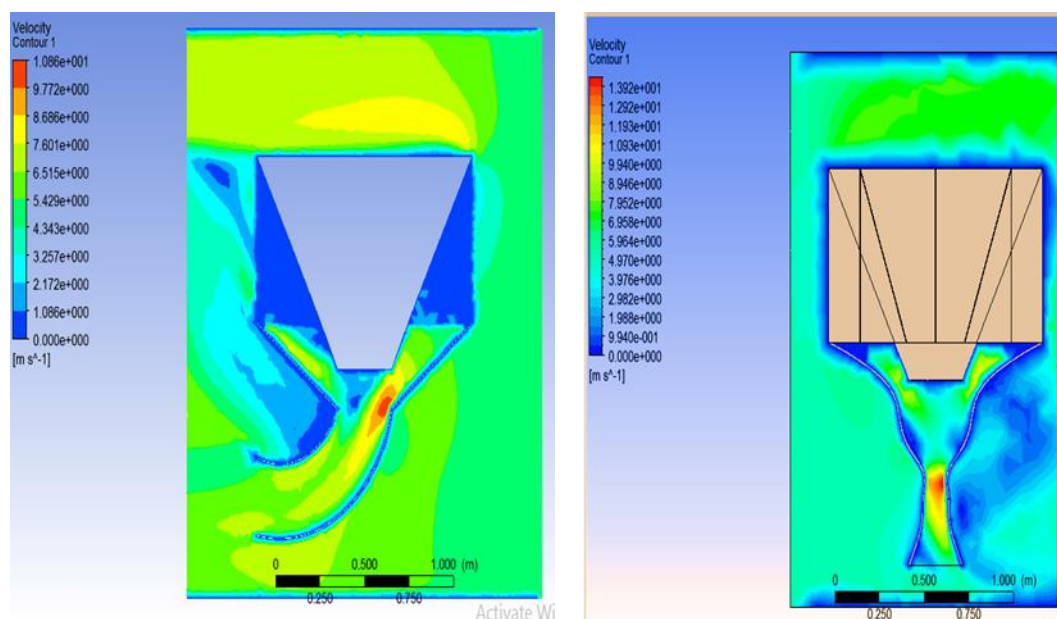 Velocity
Contour 1
1.086e+001
9.772e+000
8.686e+000
7.601e+000
6.515e+000
5.429e+000
4.343e+000
3.257e+000
2.172e+000
1.086e+000
0.000e+000
[m s^-1]
0 0.500 1.000 (m)
0.250 0.750
Activate Wi
Velocity
Contour 1
1.392e+001
1.292e+001
1.193e+001
1.093e+001
9.940e+000
8.946e+000
7.952e+000
6.958e+000
5.964e+000
4.970e+000
3.976e+000
2.982e+000
1.988e+000
9.940e-001
0.000e+000
[m s^-1]
0 0.500 1.000 (m)
0.250 0.750